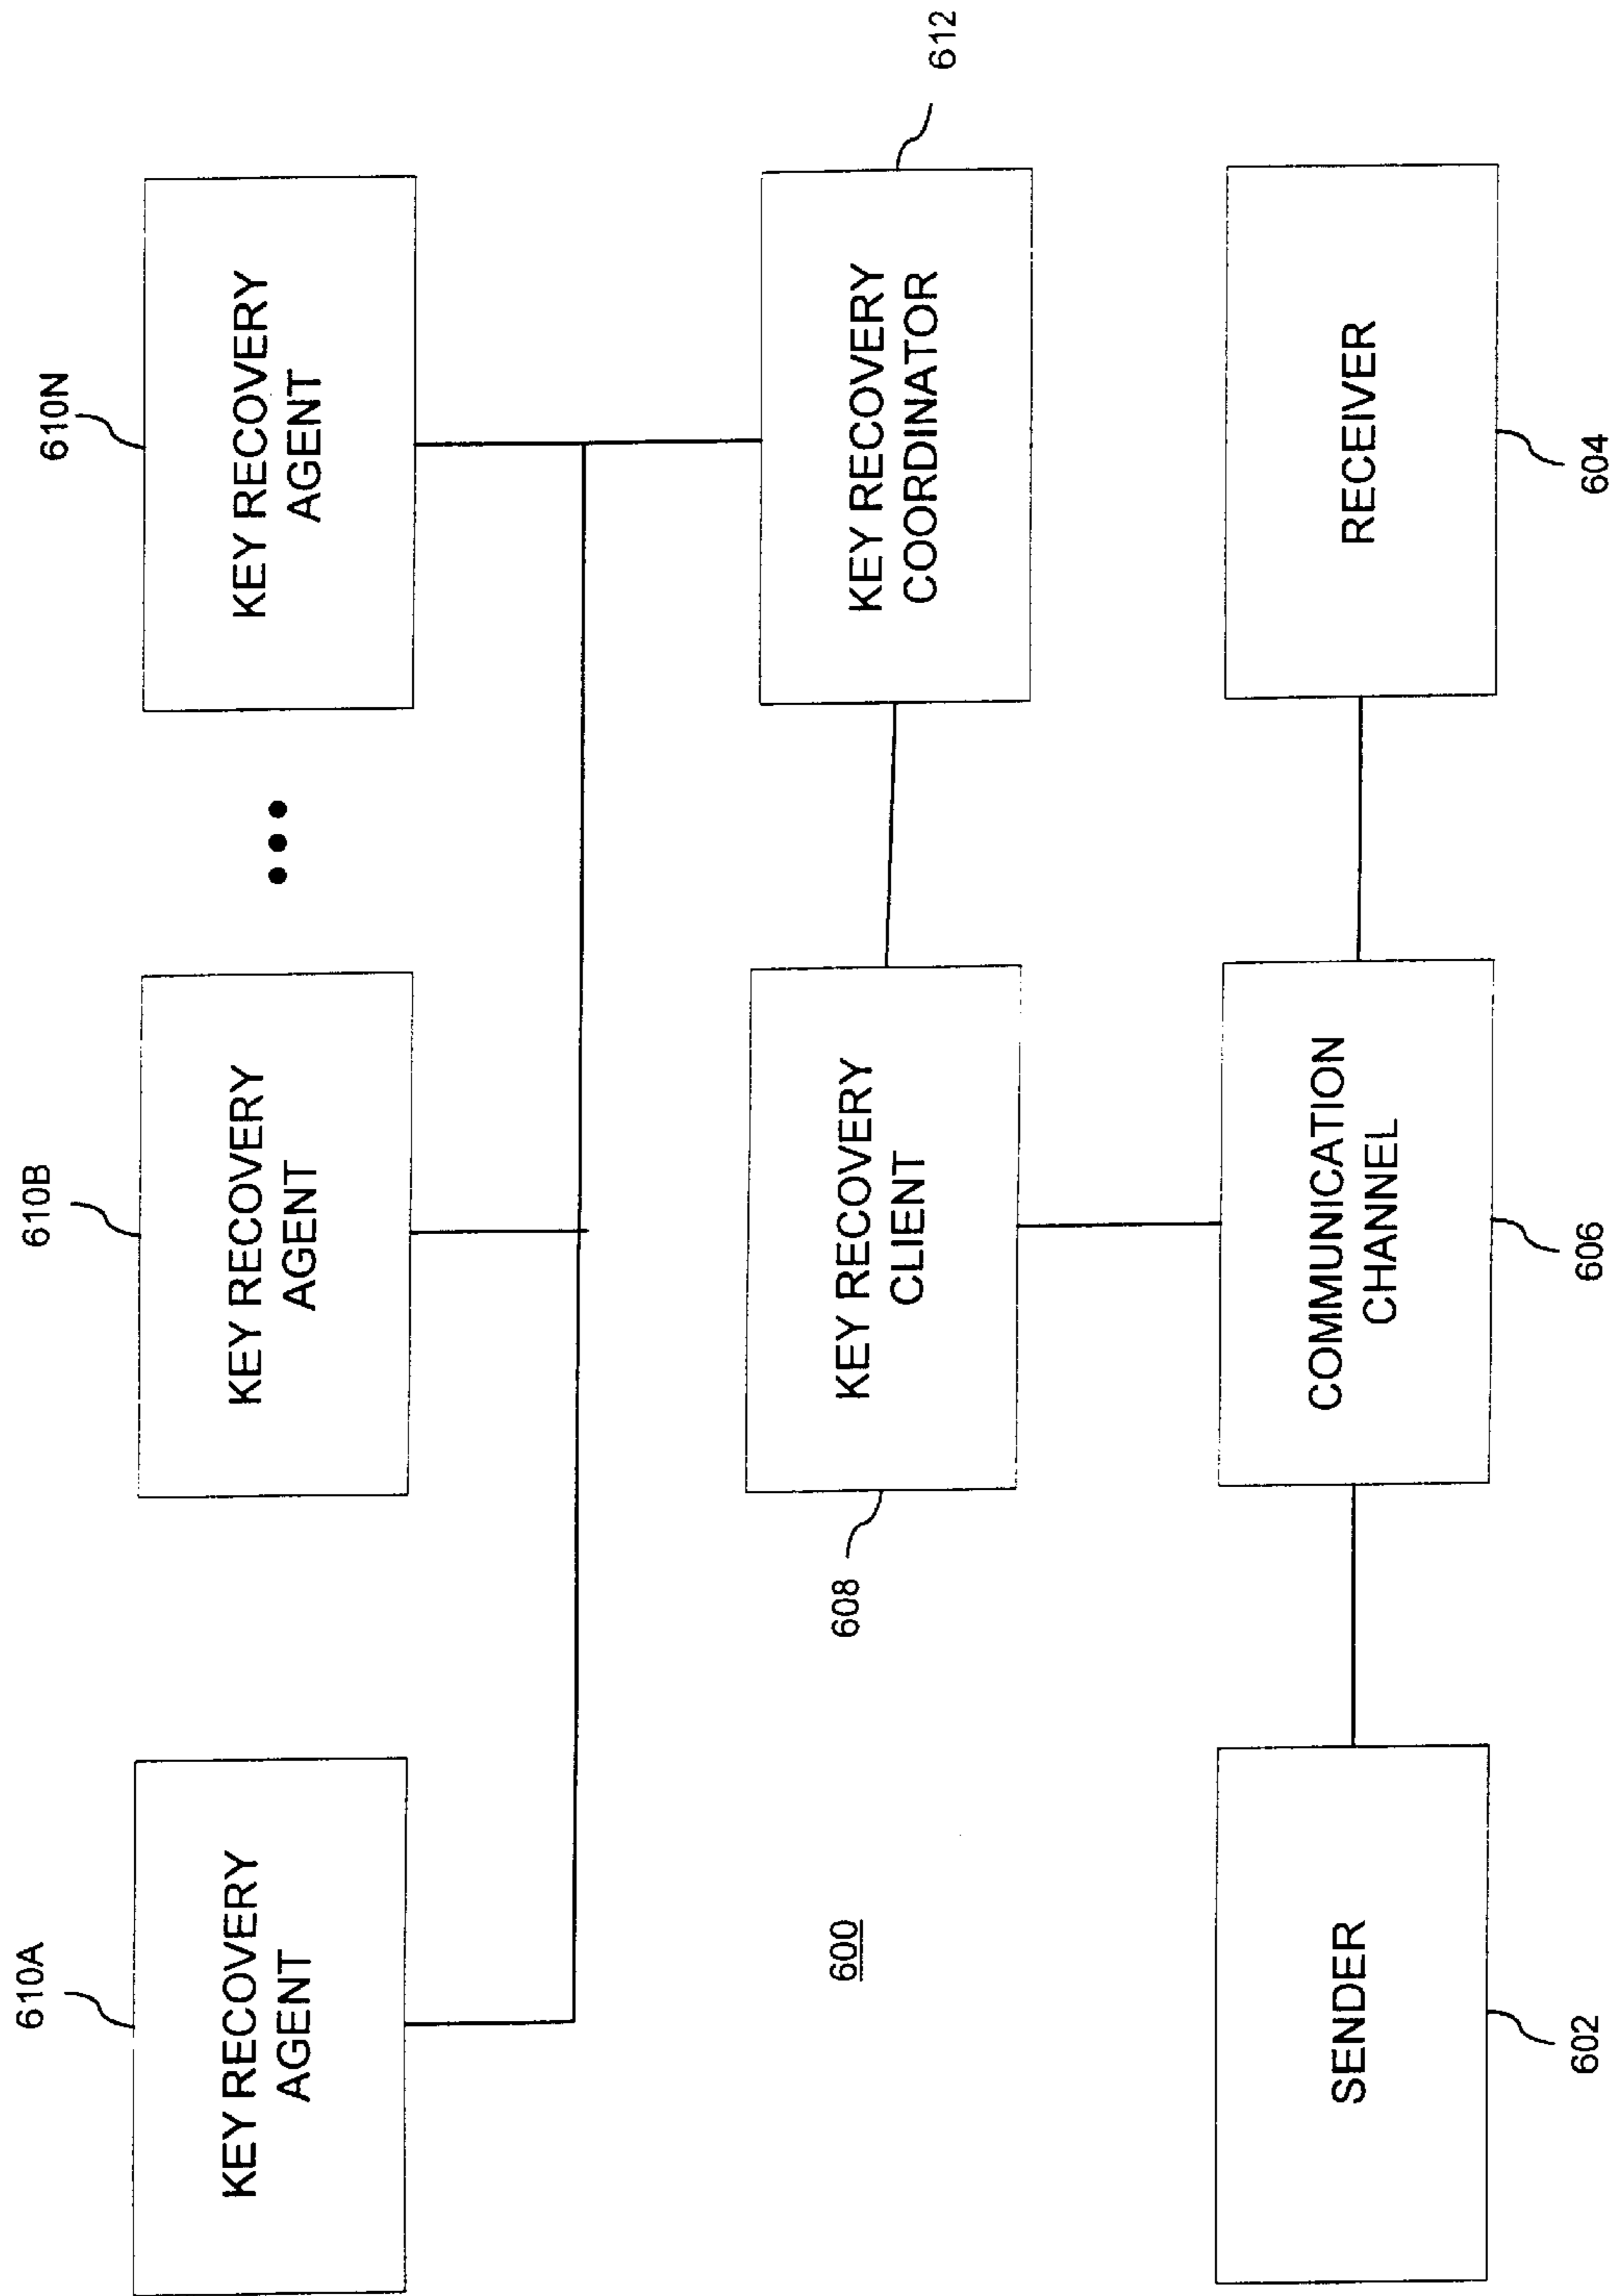 610A
610B
610N
KEY RECOVERY
AGENT
KEY RECOVERY
AGENT
•••
KEY RECOVERY
AGENT
600
608
KEY RECOVERY
CLIENT
KEY RECOVERY
COORDINATOR
612
SENDER
COMMUNICATION
CHANNEL
RECEIVER
602
606
604